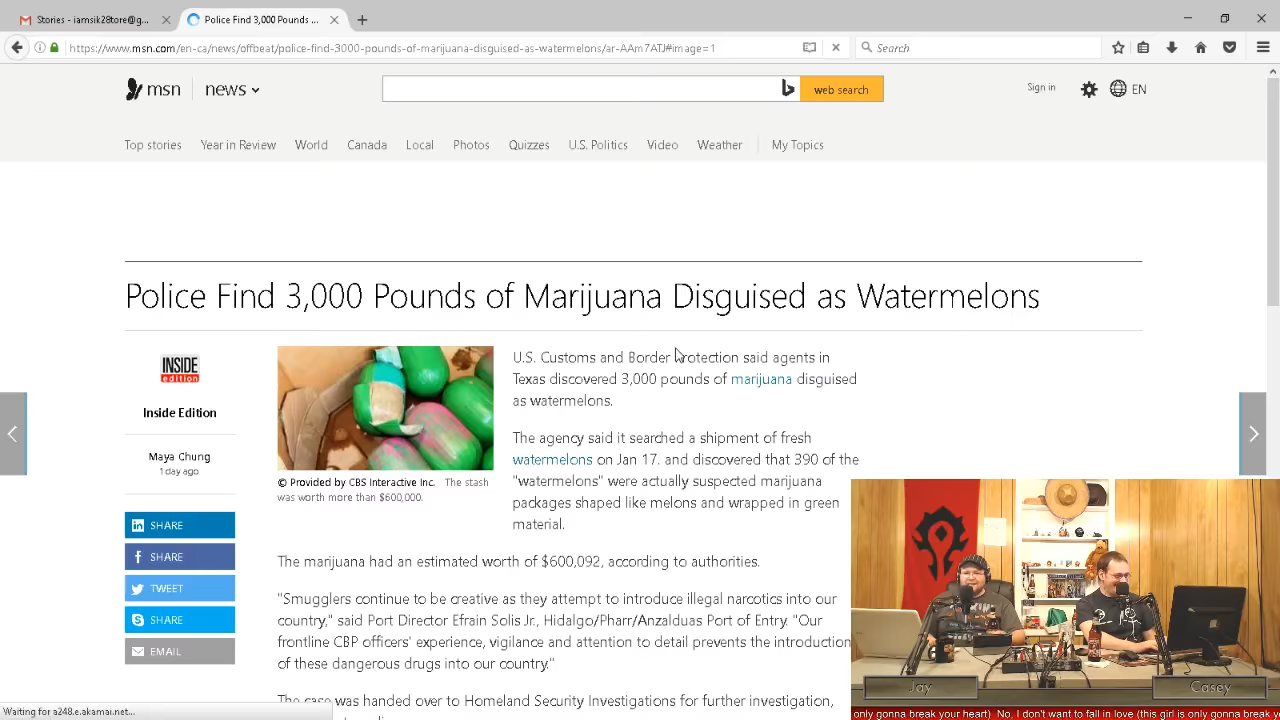 Stories - iamsik28tore@g...
Police Find 3,000 Pounds ...
https://www.msn.com/en-ca/news/offbeat/police-find-3000-pounds-of-marijuana-disguised-as-watermelons/ar-AAm7ATJ#image=1
Search
msn
news
web search
Sign in
EN
Top stories Year in Review World Canada Local Photos Quizzes U.S. Politics Video Weather My Topics
Police Find 3,000 Pounds of Marijuana Disguised as Watermelons
INSIDE
edition
Inside Edition
Maya Chung
1 day ago
SHARE
SHARE
TWEET
SHARE
EMAIL
© Provided by CBS Interactive Inc. The stash
was worth more than $600,000.
U.S. Customs and Border Protection said agents in
Texas discovered 3,000 pounds of marijuana disguised
as watermelons.
The agency said it searched a shipment of fresh
watermelons on Jan 17. and discovered that 390 of the
"watermelons" were actually suspected marijuana
packages shaped like melons and wrapped in green
material.
The marijuana had an estimated worth of $600,092, according to authorities.
"Smugglers continue to be creative as they attempt to introduce illegal narcotics into our
country," said Port Director Efrain Solis Jr., Hidalgo/Pharr/Anzalduas Port of Entry. "Our
frontline CBP officers' experience, vigilance and attention to detail prevents the introduction
of these dangerous drugs into our country."
The case was handed over to Homeland Security Investigations for further investigation,
Waiting for a248.e.akamai.net...
Jay
Casey
only gonna break your heart). No, I don't want to fall in love (this girl is only gonna break y